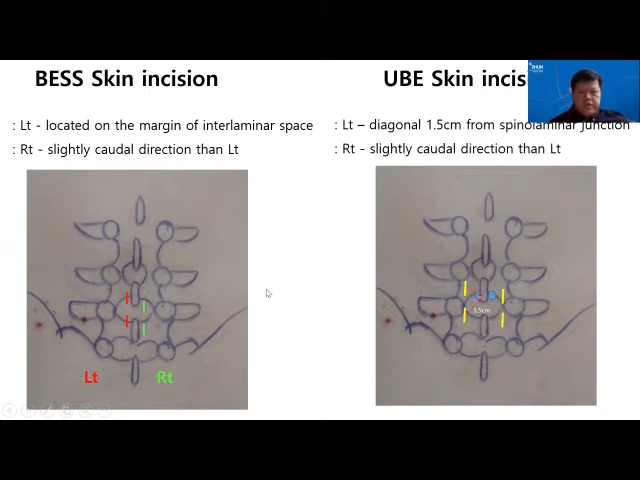 BESS Skin incision
: Lt - located on the margin of interlaminar space
: Rt - slightly caudal direction than Lt
Lt
Rt
UBE Skin incis
: Lt – diagonal 1.5cm from spinolaminar junction
: Rt - slightly caudal direction than Lt
1.5cm